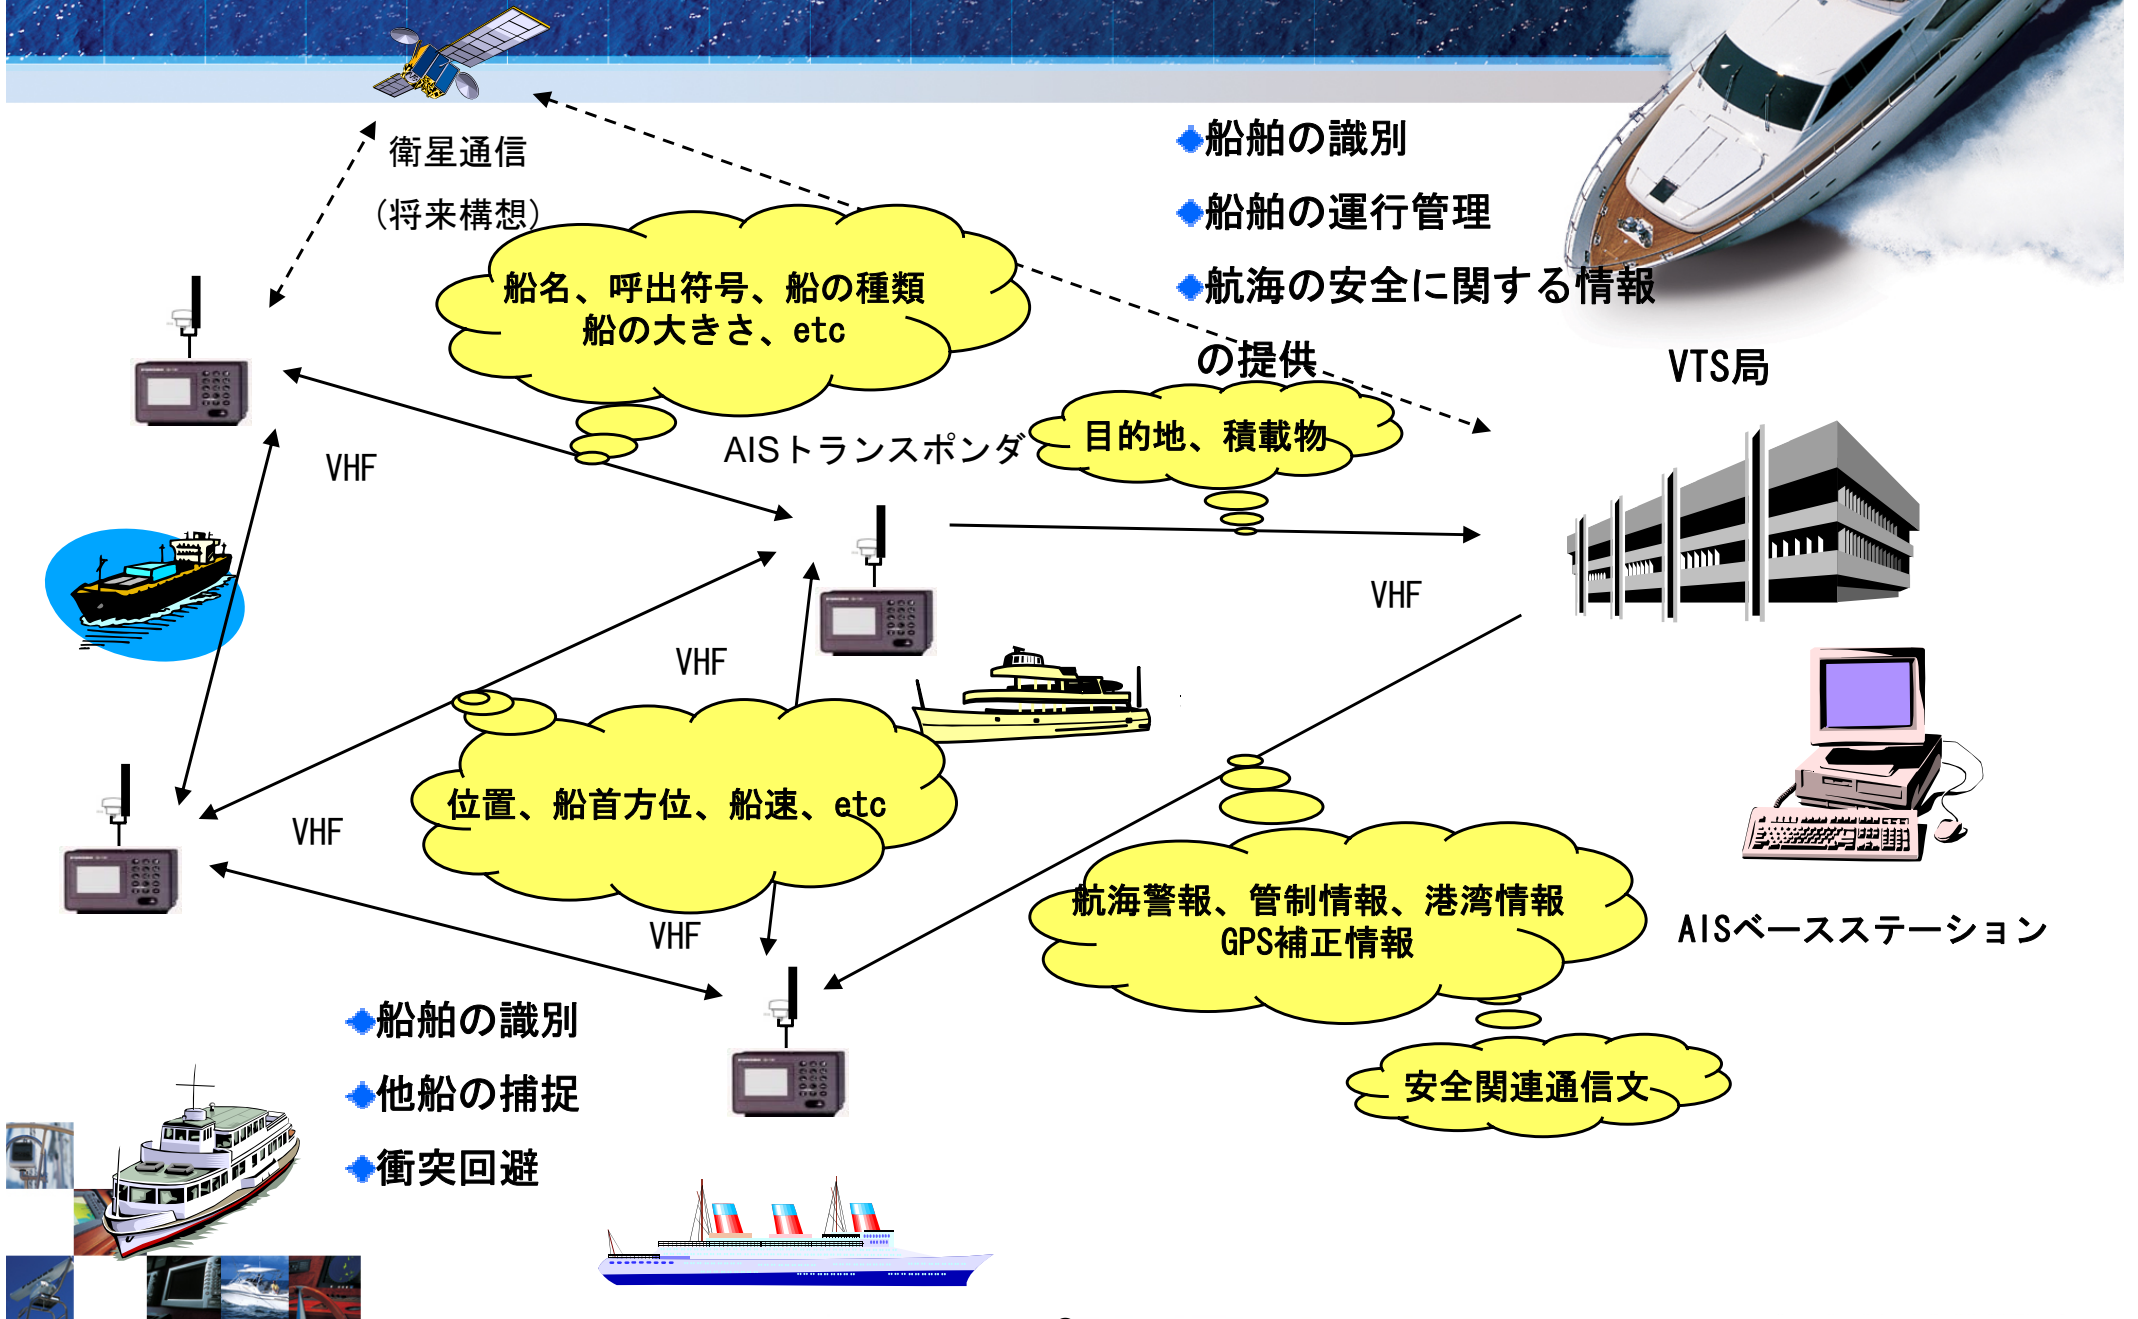 衛星通信
(将来構想)
◆船舶の識別
◆船舶の運行管理
◆航海の安全に関する情報
の提供
船名、呼出符号、船の種類
船の大きさ、etc
VTS局
目的地、積載物
AISトランスポンダ
VHF
VHF
VHF
位置、船首方位、船速、etc
VHF
VHF
航海警報、管制情報、港湾情報
GPS補正情報
AISベースステーション
安全関連通信文
◆船舶の識別
◆他船の捕捉
◆衝突回避